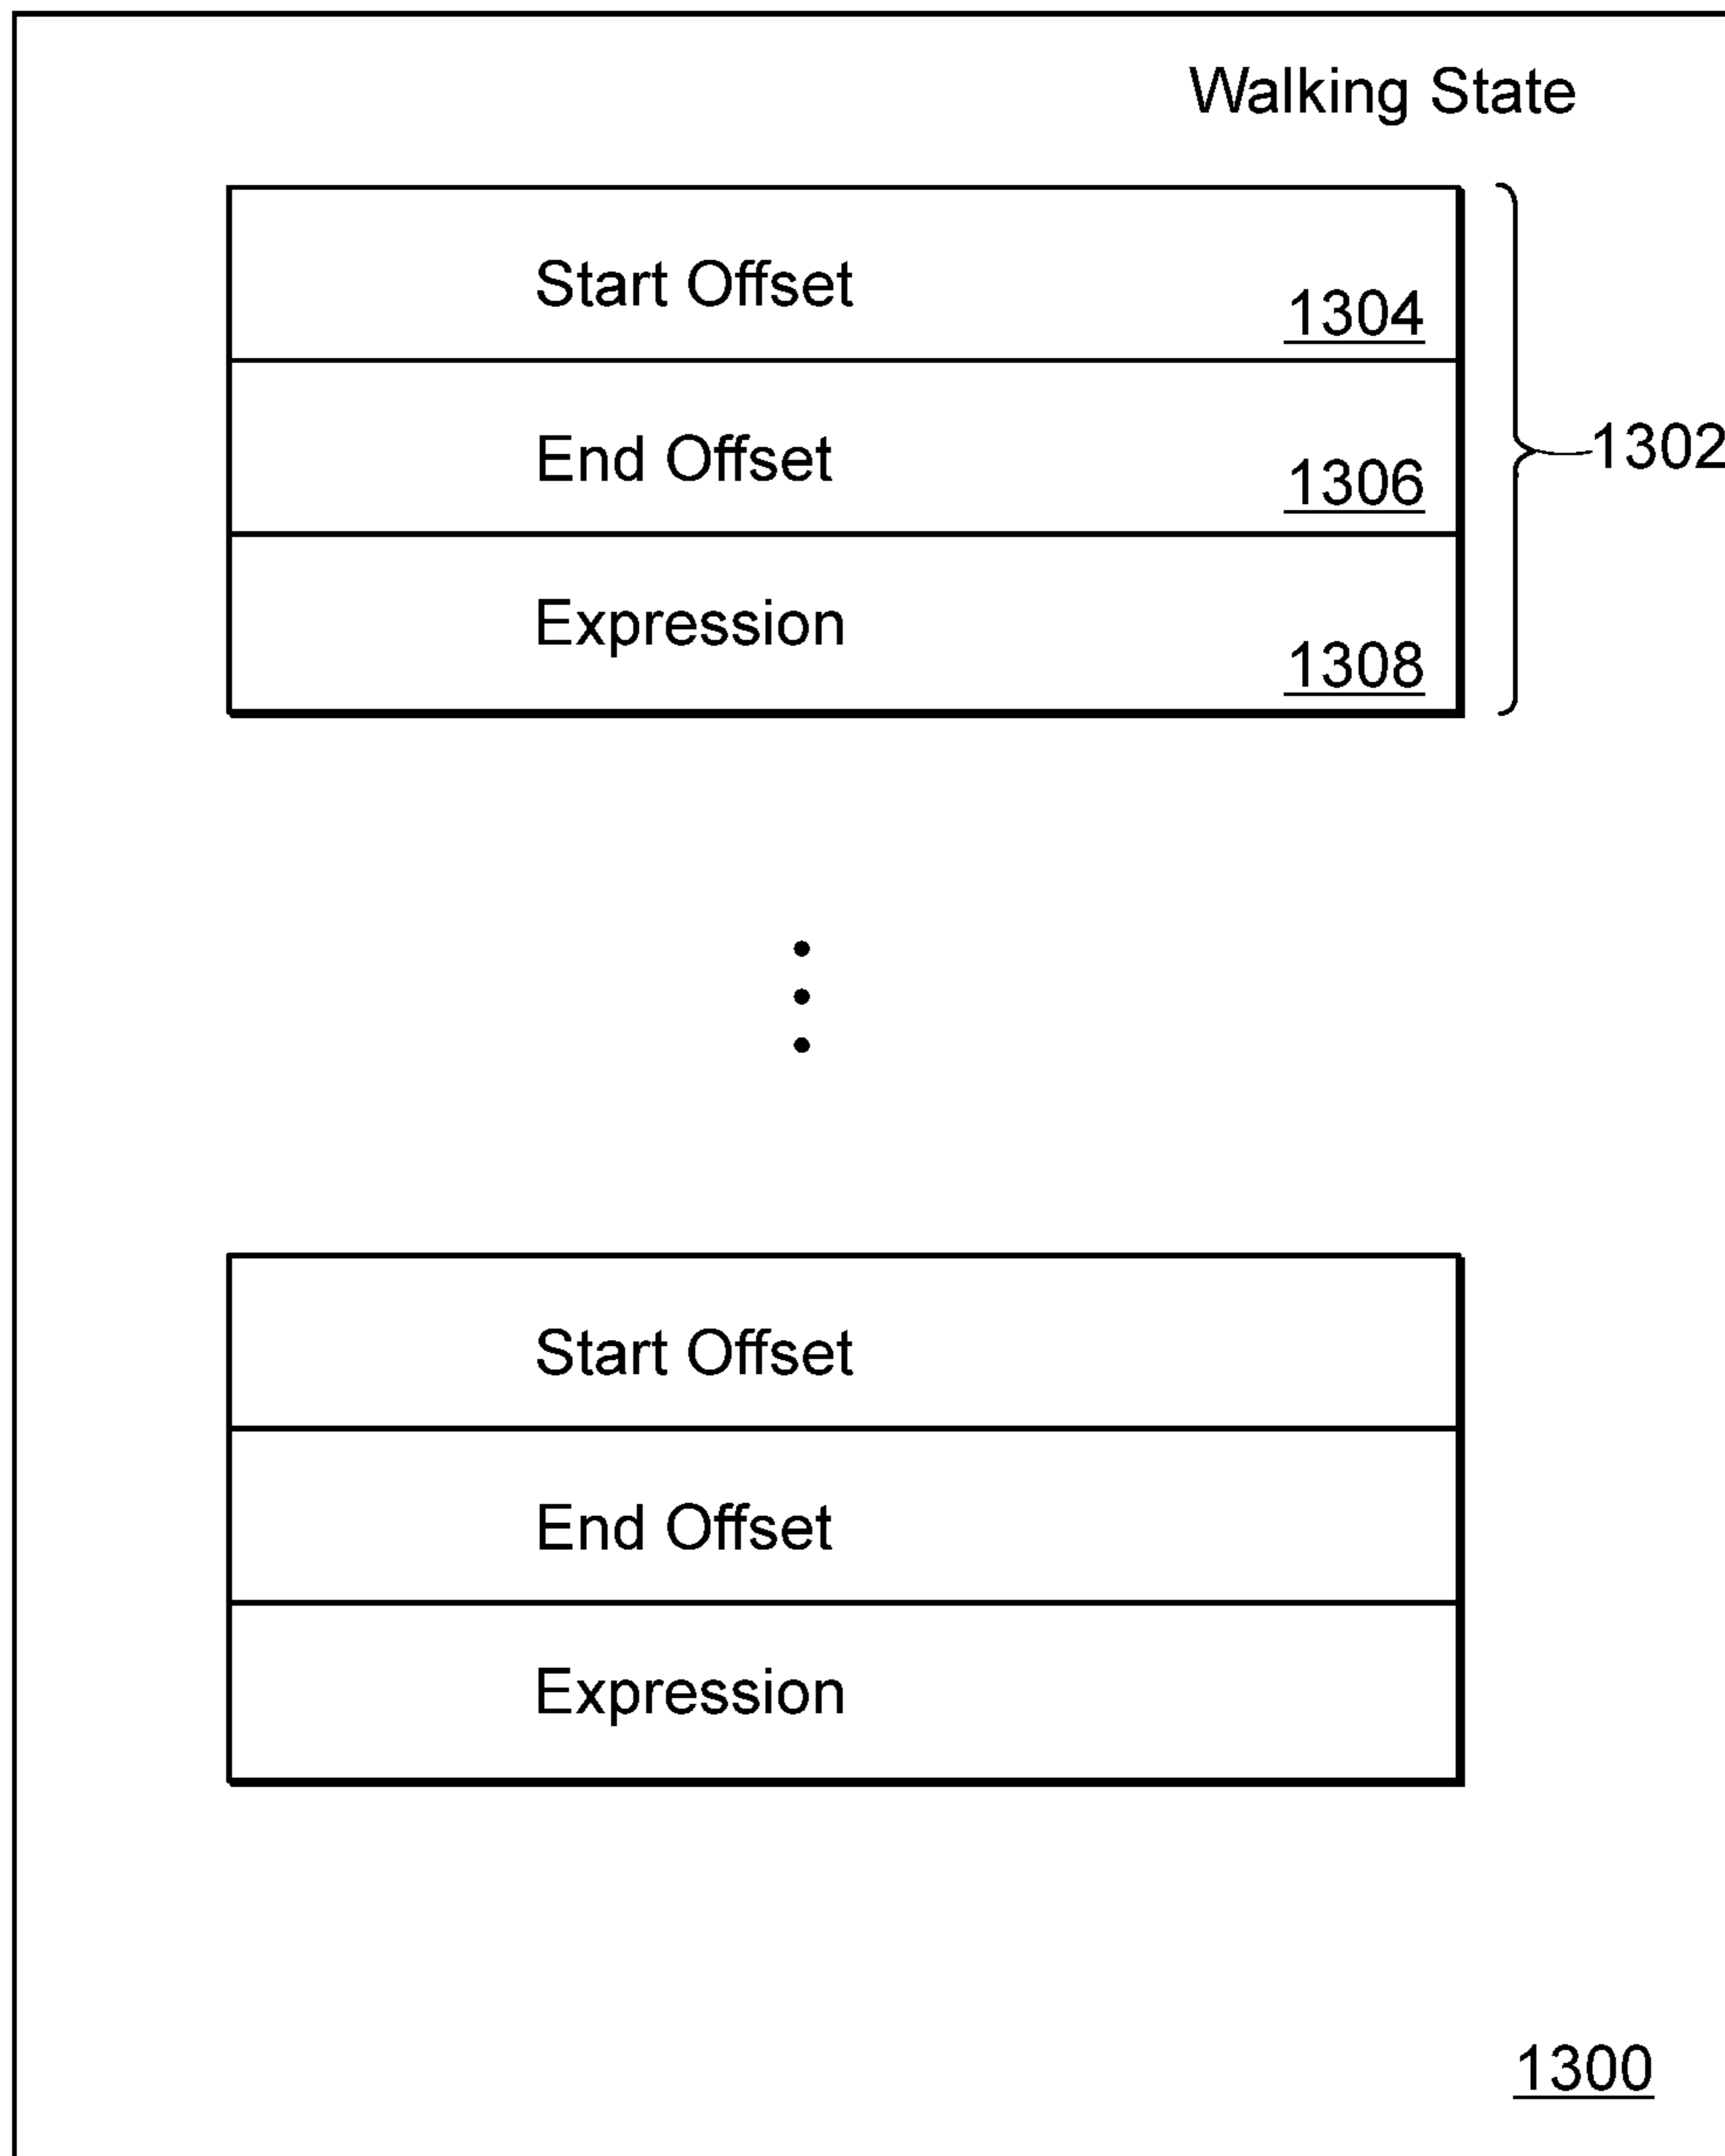 Walking State
Start Offset
1304
End Offset
1306
1302
Expression
1308
Start Offset
End Offset
Expression
1300